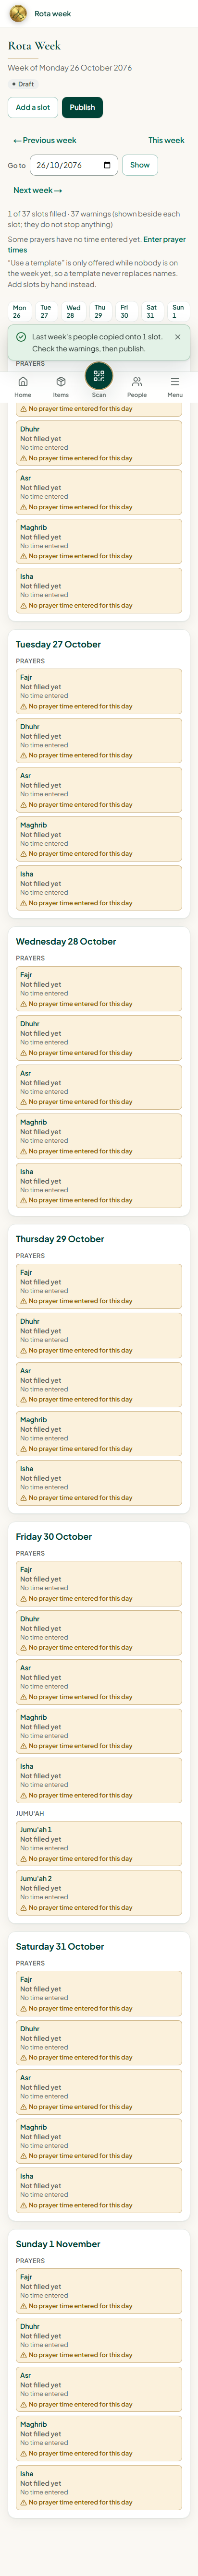 Rota week
Rota Week
Week of Monday 26 October 2076
Draft
Add a slot
Publish
← Previous week
This week
Go to
26/10/2076
Show
Next week →
1 of 37 slots filled · 37 warnings (shown beside each
slot; they do not stop anything)
Some prayers have no time entered yet. Enter prayer
times
“Use a template” is only offered while nobody is on
the week, so a template never replaces names.
Add slots by hand instead.
Mon
26
Tue
27
Wed
28
Thu
29
Fri
30
Sat
31
Sun
1
Last week's people copied onto 1 slot.
Check the warnings, then publish.
PRAYERS
Home
Items
Scan
People
Menu
No prayer time entered for this day
Dhuhr
Not filled yet
No time entered
No prayer time entered for this day
Asr
Not filled yet
No time entered
No prayer time entered for this day
Maghrib
Not filled yet
No time entered
No prayer time entered for this day
Isha
Not filled yet
No time entered
No prayer time entered for this day
Tuesday 27 October
PRAYERS
Fajr
Not filled yet
No time entered
No prayer time entered for this day
Dhuhr
Not filled yet
No time entered
No prayer time entered for this day
Asr
Not filled yet
No time entered
No prayer time entered for this day
Maghrib
Not filled yet
No time entered
No prayer time entered for this day
Isha
Not filled yet
No time entered
No prayer time entered for this day
Wednesday 28 October
PRAYERS
Fajr
Not filled yet
No time entered
No prayer time entered for this day
Dhuhr
Not filled yet
No time entered
No prayer time entered for this day
Asr
Not filled yet
No time entered
No prayer time entered for this day
Maghrib
Not filled yet
No time entered
No prayer time entered for this day
Isha
Not filled yet
No time entered
No prayer time entered for this day
Thursday 29 October
PRAYERS
Fajr
Not filled yet
No time entered
No prayer time entered for this day
Dhuhr
Not filled yet
No time entered
No prayer time entered for this day
Asr
Not filled yet
No time entered
No prayer time entered for this day
Maghrib
Not filled yet
No time entered
No prayer time entered for this day
Isha
Not filled yet
No time entered
No prayer time entered for this day
Friday 30 October
PRAYERS
Fajr
Not filled yet
No time entered
No prayer time entered for this day
Dhuhr
Not filled yet
No time entered
No prayer time entered for this day
Asr
Not filled yet
No time entered
No prayer time entered for this day
Maghrib
Not filled yet
No time entered
No prayer time entered for this day
Isha
Not filled yet
No time entered
No prayer time entered for this day
JUMU'AH
Jumu'ah 1
Not filled yet
No time entered
No prayer time entered for this day
Jumu'ah 2
Not filled yet
No time entered
No prayer time entered for this day
Saturday 31 October
PRAYERS
Fajr
Not filled yet
No time entered
No prayer time entered for this day
Dhuhr
Not filled yet
No time entered
No prayer time entered for this day
Asr
Not filled yet
No time entered
No prayer time entered for this day
Maghrib
Not filled yet
No time entered
No prayer time entered for this day
Isha
Not filled yet
No time entered
No prayer time entered for this day
Sunday 1 November
PRAYERS
Fajr
Not filled yet
No time entered
No prayer time entered for this day
Dhuhr
Not filled yet
No time entered
No prayer time entered for this day
Asr
Not filled yet
No time entered
No prayer time entered for this day
Maghrib
Not filled yet
No time entered
No prayer time entered for this day
Isha
Not filled yet
No time entered
No prayer time entered for this day